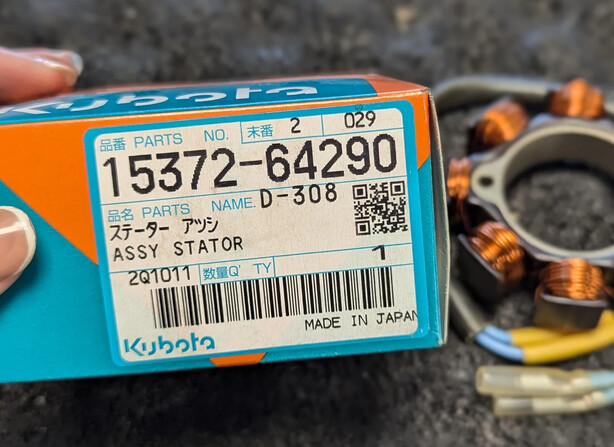 Kubota
品番 PARTS NO. 末番 2 029
15372-64290
品名 PARTS NAME. D-308
ステーター アツシ
ASSY STATOR
2Q1011 数量Q'TY 1
MADE IN JAPAN
Kubota